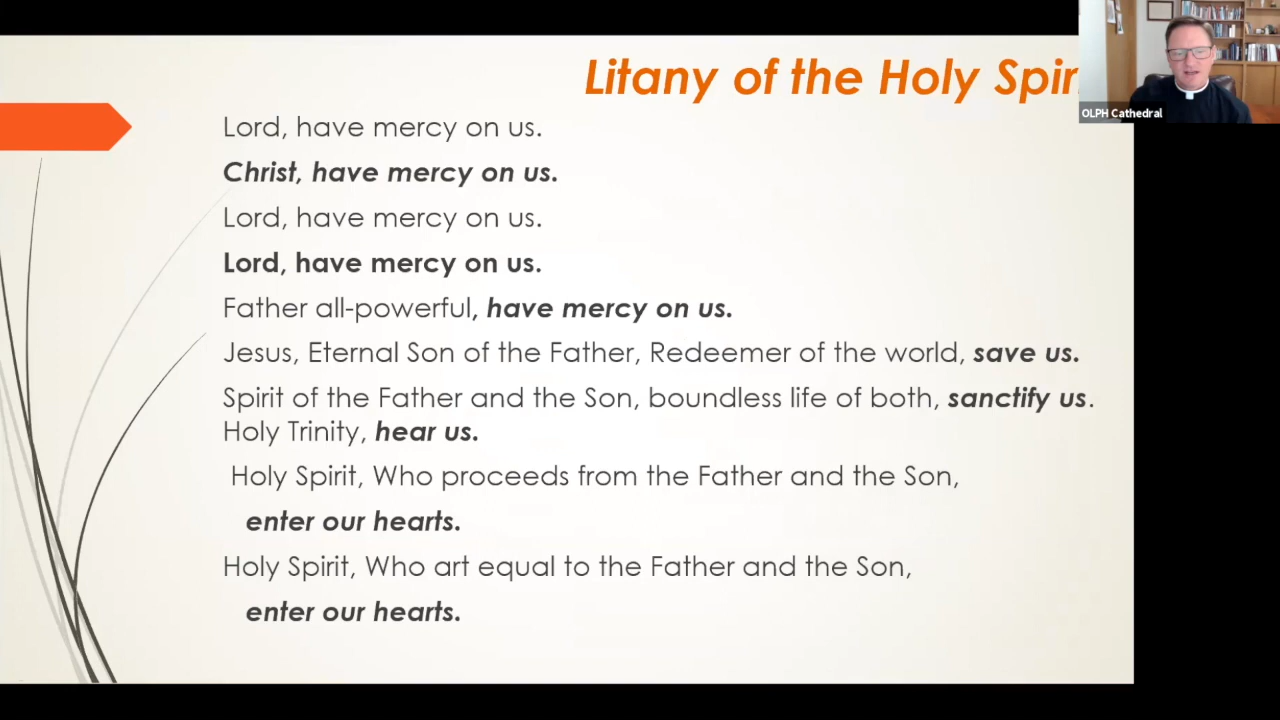 Litany of the Holy Spir
OLPH Cathedral
Lord, have mercy on us.
Christ, have mercy on us.
Lord, have mercy on us.
Lord, have mercy on us.
Father all-powerful, have mercy on us.
Jesus, Eternal Son of the Father, Redeemer of the world, save us.
Spirit of the Father and the Son, boundless life of both, sanctify us.
Holy Trinity, hear us.
Holy Spirit, Who proceeds from the Father and the Son,
enter our hearts.
Holy Spirit, Who art equal to the Father and the Son,
enter our hearts.